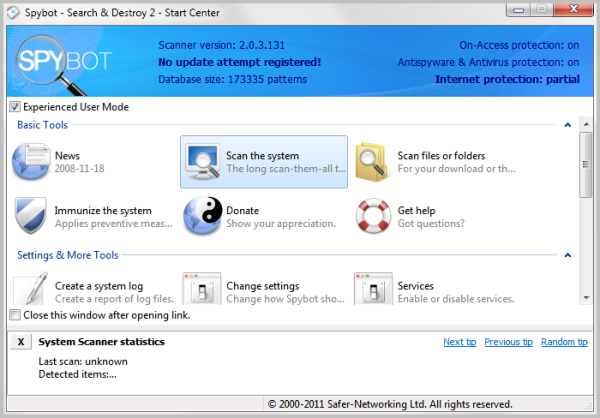 Spybot - Search & Destroy 2 - Start Center
SPYBOT
Scanner version: 2.0.3.131
No update attempt registered!
Database size: 173335 patterns
On-Access protection: on
Antispyware & Antivirus protection: on
Internet protection: partial
Experienced User Mode
Basic Tools
News
2008-11-18
Scan the system
The long scan-them-all t...
Scan files or folders
For your download or th...
Immunize the system
Applies preventive meas...
Donate
Show your appreciation.
Get help
Got questions?
Settings & More Tools
Create a system log
Create a report of log files.
Change settings
Change how Spybot sho...
Services
Enable or disable services.
Close this window after opening link.
X System Scanner statistics Next tip Previous tip Random tip
Last scan: unknown
Detected items:...
© 2000-2011 Safer-Networking Ltd. All rights reserved.